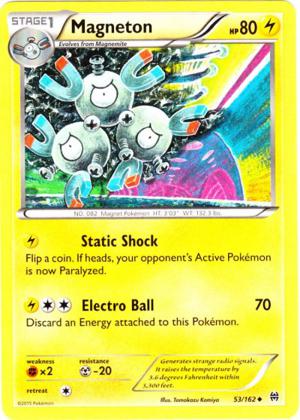 STAGE1
Magneton
HP80
Evolves from Magnemite
NO. 082 Magnet Pokémon HT. 3'03" WT. 132.3 lbs.
Static Shock
Flip a coin. If heads, your opponent's Active Pokémon
is now Paralyzed.
Electro Ball 70
Discard an Energy attached to this Pokémon.
weakness resistance
×2 -20
retreat
Generates strange radio signals.
It raises the temperature by
3.6 degrees Fahrenheit within
3,300 feet.
©2015 Pokémon
Illus. Tomokazu Komiya 53/162